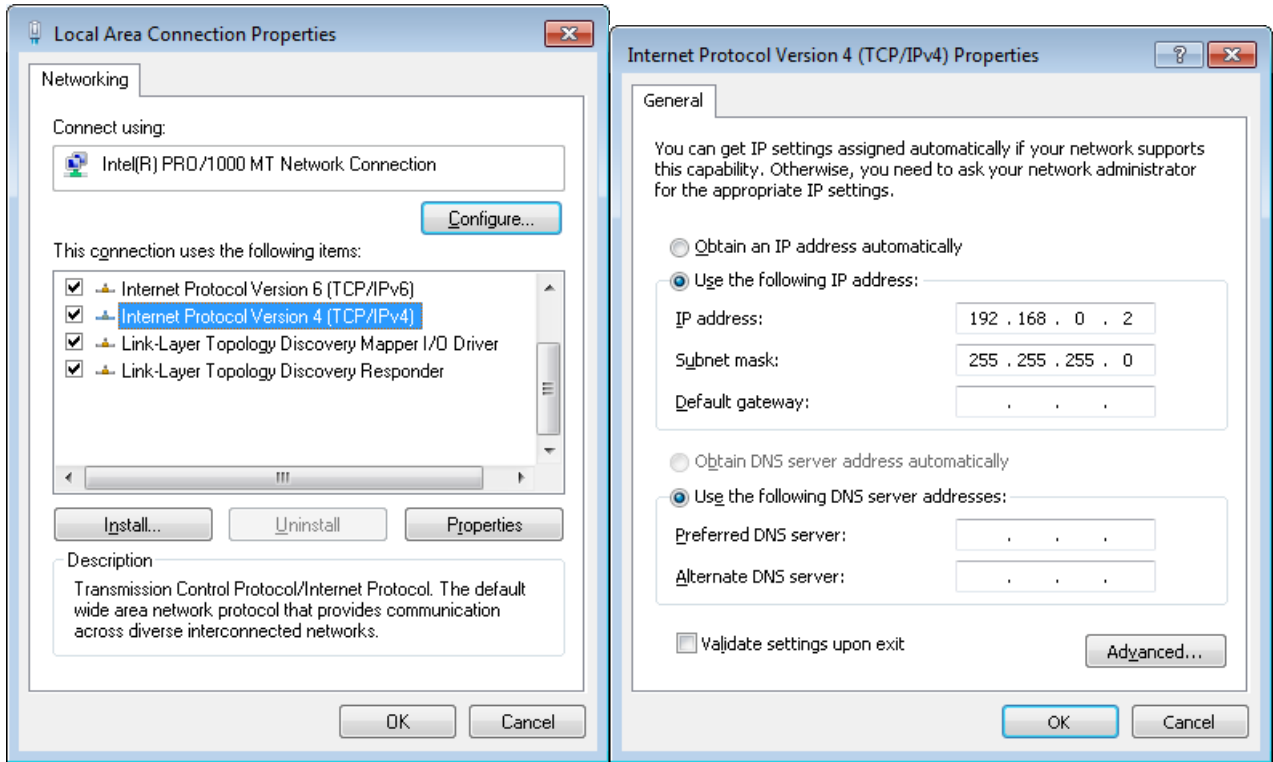 Local Area Connection Properties
Networking
Connect using:
Intel(R) PRO/1000 MT Network Connection
Configure...
This connection uses the following items:
Internet Protocol Version 6 (TCP/IPv6)
Internet Protocol Version 4 (TCP/IPv4)
Link-Layer Topology Discovery Mapper I/O Driver
Link-Layer Topology Discovery Responder
Install... Uninstall Properties
Description
Transmission Control Protocol/Internet Protocol. The default
wide area network protocol that provides communication
across diverse interconnected networks.
OK Cancel
Internet Protocol Version 4 (TCP/IPv4) Properties
General
You can get IP settings assigned automatically if your network supports
this capability. Otherwise, you need to ask your network administrator
for the appropriate IP settings.
Obtain an IP address automatically
Use the following IP address:
IP address: 192 . 168 . 0 . 2
Subnet mask: 255 . 255 . 255 . 0
Default gateway: . . .
Obtain DNS server address automatically
Use the following DNS server addresses:
Preferred DNS server: . . .
Alternate DNS server: . . .
Validate settings upon exit
Advanced...
OK Cancel